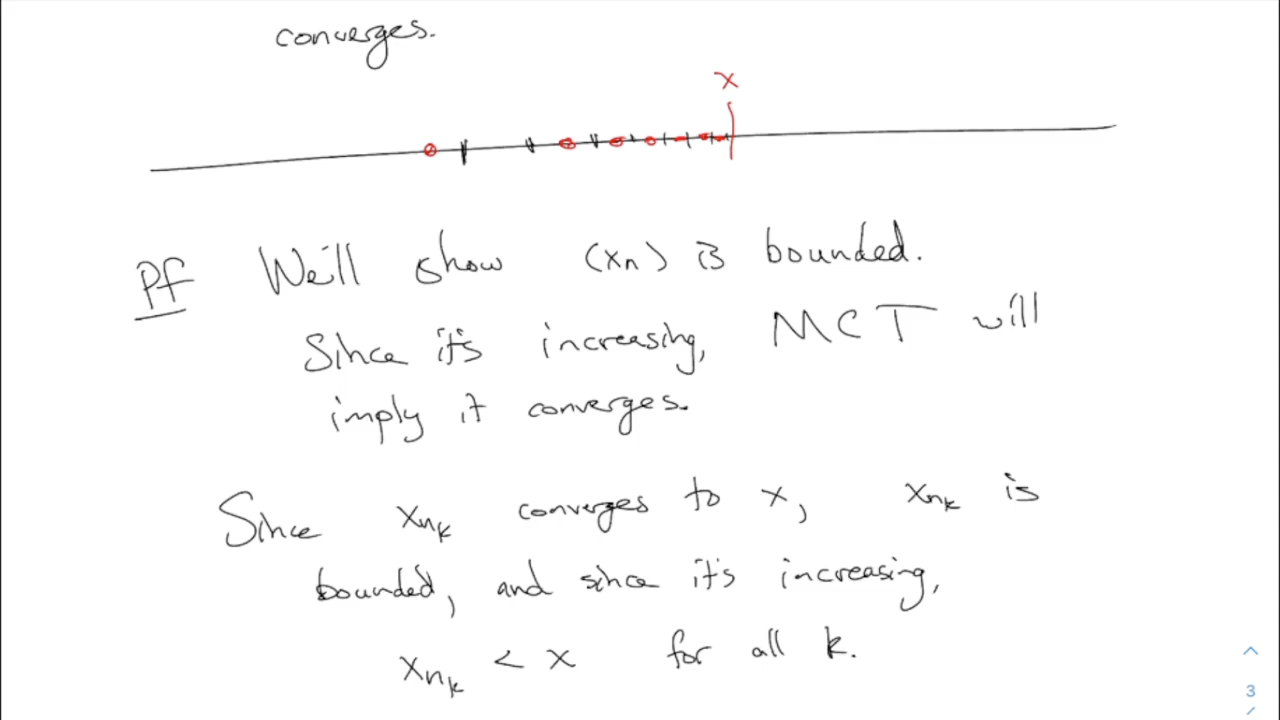 converges.
x
Pf We'll show (xn) is bounded.
Since it's increasing, MCT will
imply it converges.
Since xnk converges to x, xnk is
bounded, and since it's increasing,
xnk < x for all k.
3